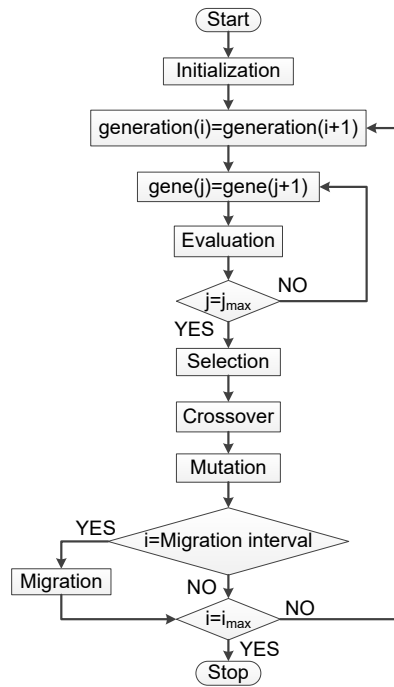 Start
Initialization
generation(i)=generation(i+1)
gene(j)=gene(j+1)
Evaluation
j=jmax
NO
YES
Selection
Crossover
Mutation
YES
i=Migration interval
Migration
NO
i=imax
NO
YES
Stop